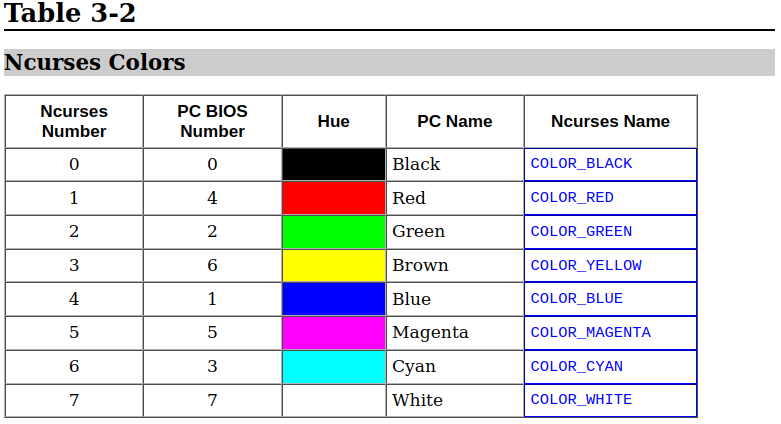 Table 3-2
Ncurses Colors
Ncurses Number PC BIOS Number Hue PC Name Ncurses Name
0 0 Black COLOR_BLACK
1 4 Red COLOR_RED
2 2 Green COLOR_GREEN
3 6 Brown COLOR_YELLOW
4 1 Blue COLOR_BLUE
5 5 Magenta COLOR_MAGENTA
6 3 Cyan COLOR_CYAN
7 7 White COLOR_WHITE